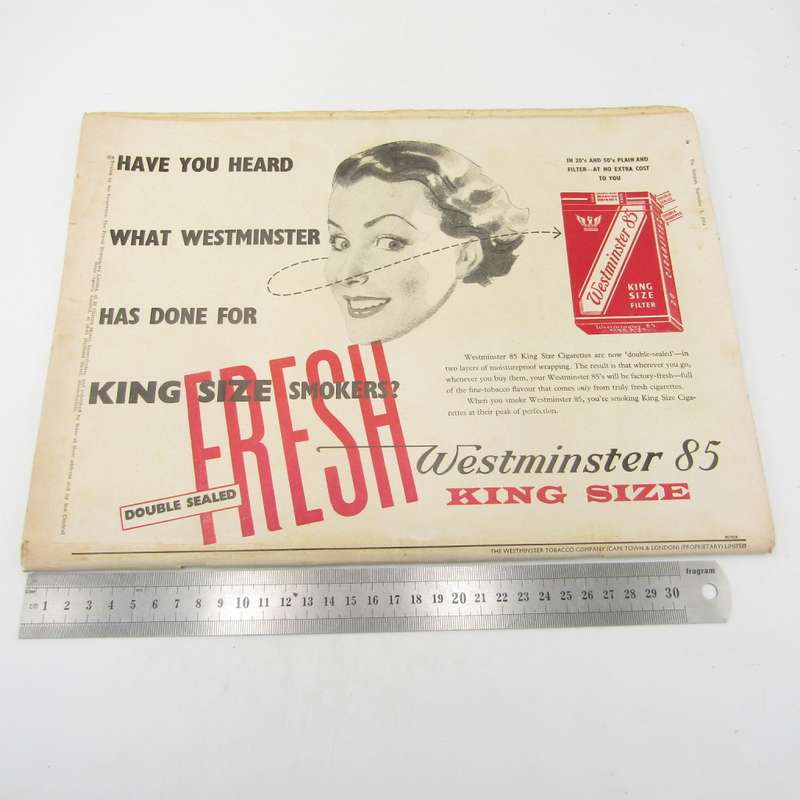 HAVE YOU HEARD
WHAT WESTMINSTER
HAS DONE FOR
KING SIZE SMOKERS?
FRESH
DOUBLE SEALED
IN 20's AND 50's PLAIN AND
FILTER—AT NO EXTRA COST
TO YOU
Westminster 85
KING
SIZE
FILTER
Westminster 85
Westminster 85 King Size Cigarettes are now 'double-sealed'—in
two layers of moistureproof wrapping. The result is that wherever you go,
whenever you buy them, your Westminster 85's will be factory-fresh—full
of the fine-tobacco flavour that comes only from truly fresh cigarettes.
When you smoke Westminster 85, you're smoking King Size Ciga-
rettes at their peak of perfection.
Westminster 85
KING SIZE
THE WESTMINSTER TOBACCO COMPANY (CAPE TOWN & LONDON) (PROPRIETARY) LIMITED
fragram
cm 1 2 3 4 5 6 7 8 9 10 11 12 13 14 15 16 17 18 19 20 21 22 23 24 25 26 27 28 29 30